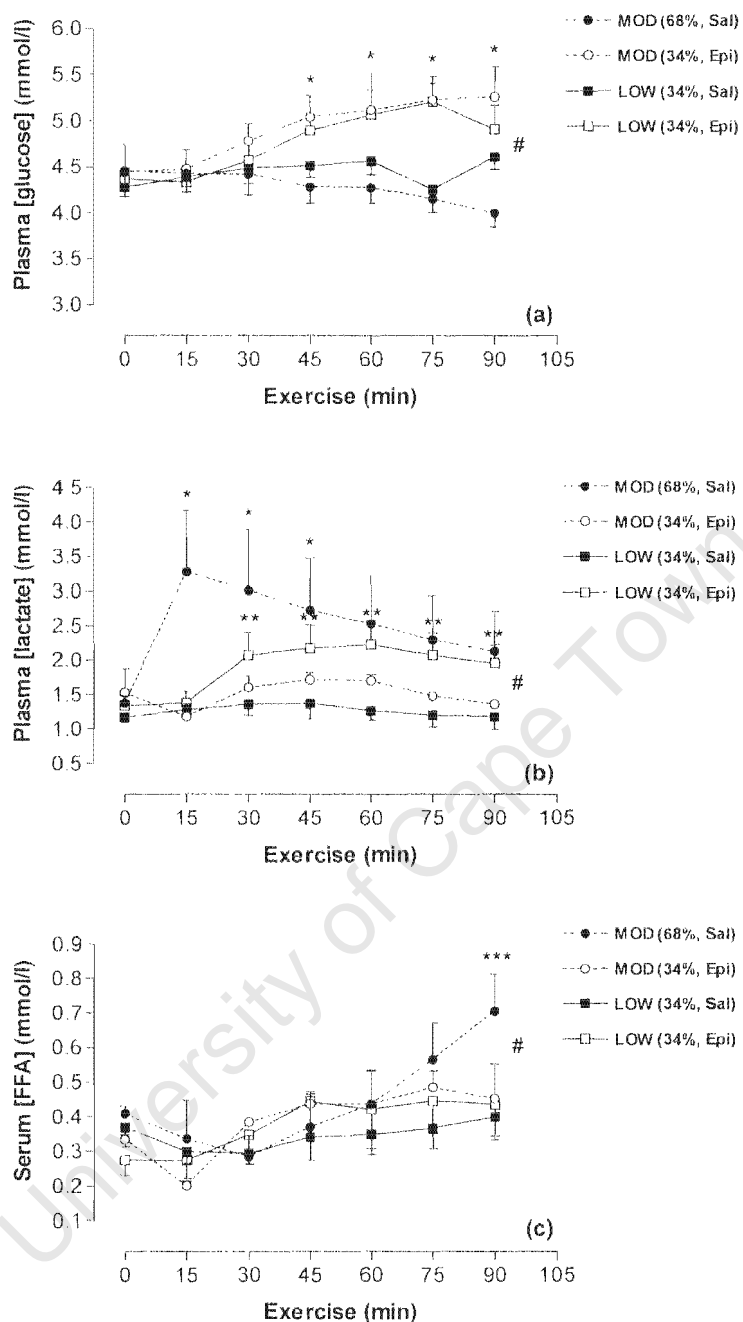 MOD (68%, Sal)
MOD (34%, Epi)
LOW (34%, Sal)
LOW (34%, Epi)
Plasma [glucose] (mmol/l)
6.0
5.5
5.0
4.5
4.0
3.5
3.0
* * * *
#
(a)
0 15 30 45 60 75 90 105
Exercise (min)
MOD (68%, Sal)
MOD (34%, Epi)
LOW (34%, Sal)
LOW (34%, Epi)
Plasma [lactate] (mmol/l)
4.5
4.0
3.5
3.0
2.5
2.0
1.5
1.0
0.5
* * *
** ** ** ** **
#
(b)
0 15 30 45 60 75 90 105
Exercise (min)
MOD (68%, Sal)
MOD (34%, Epi)
LOW (34%, Sal)
LOW (34%, Epi)
Serum [FFA] (mmol/l)
0.9
0.8
0.7
0.6
0.5
0.4
0.3
0.2
0.1
***
#
(c)
0 15 30 45 60 75 90 105
Exercise (min)
University of Cape Town